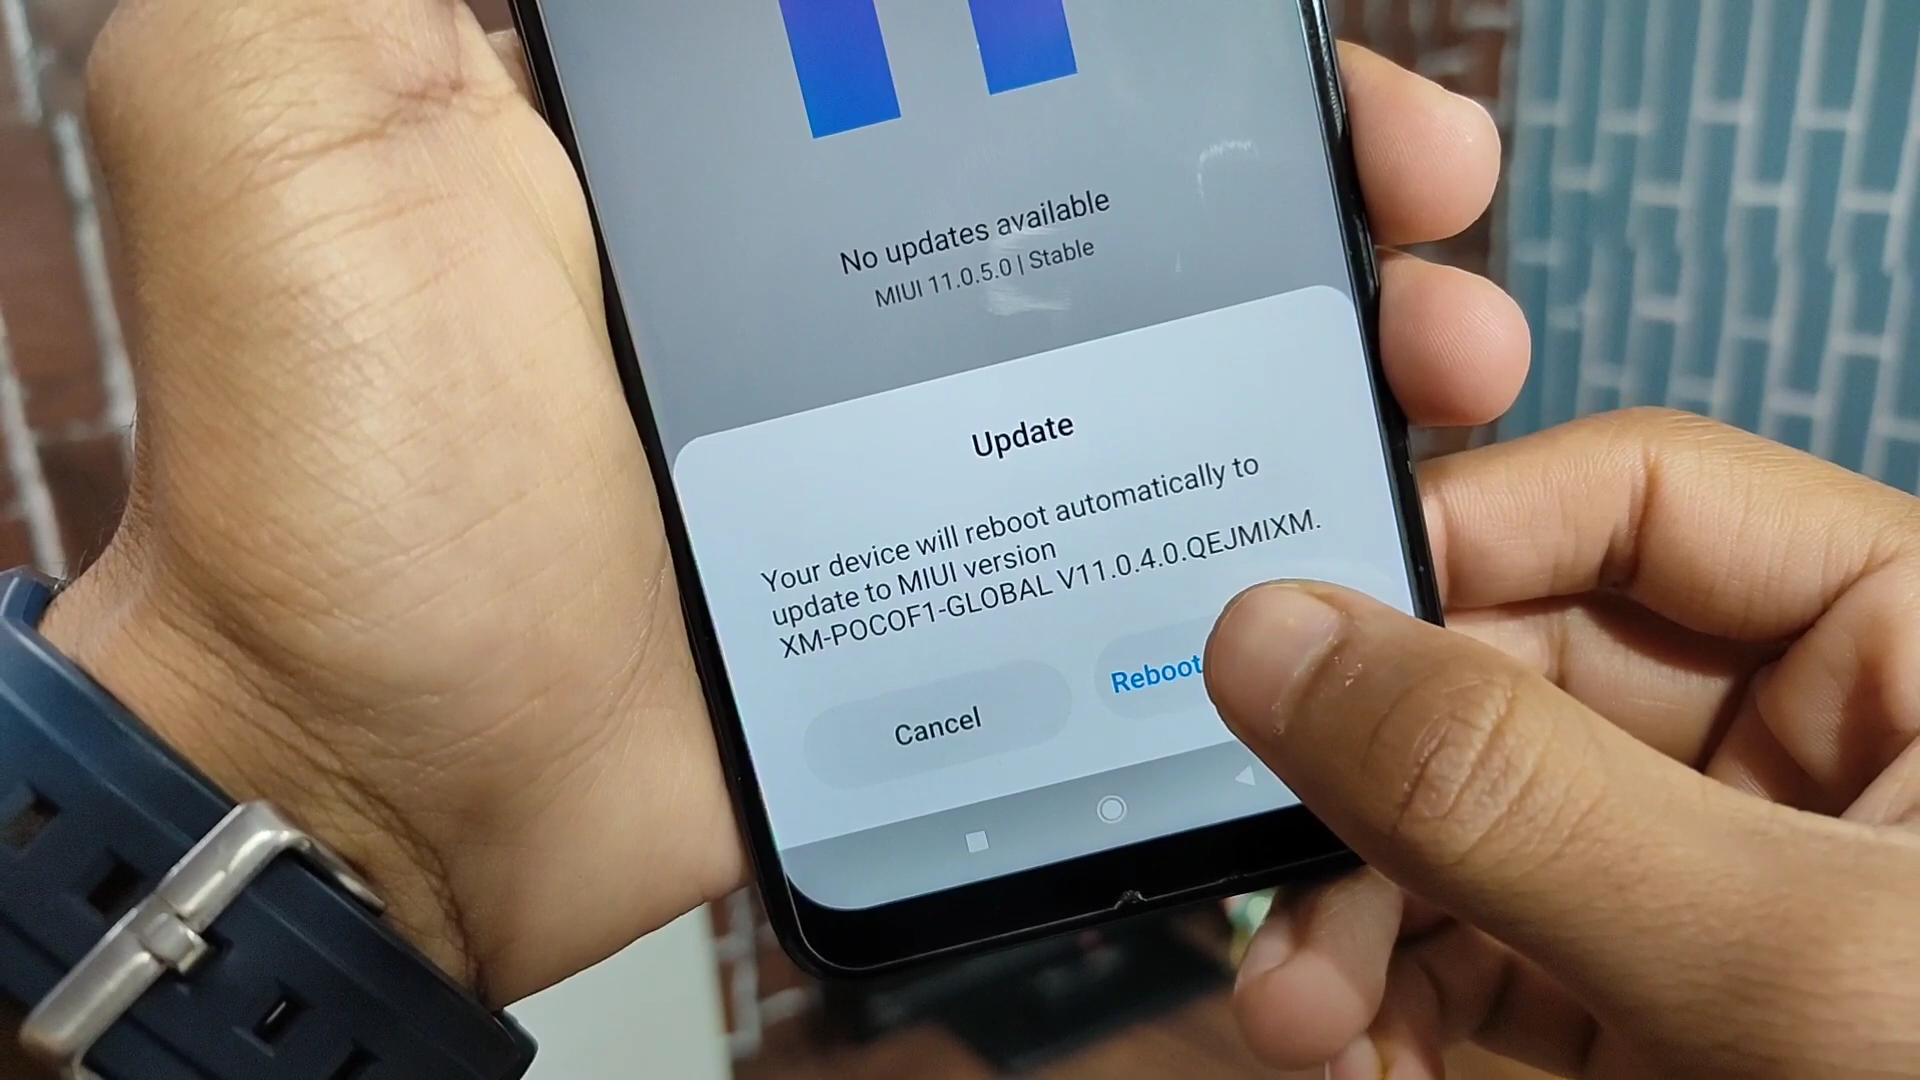 No updates available
MIUI 11.0.5.0 | Stable
Update
Your device will reboot automatically to
update to MIUI version
XM-POCOF1-GLOBAL V11.0.4.0.QEJMIXM.
Cancel
Reboot